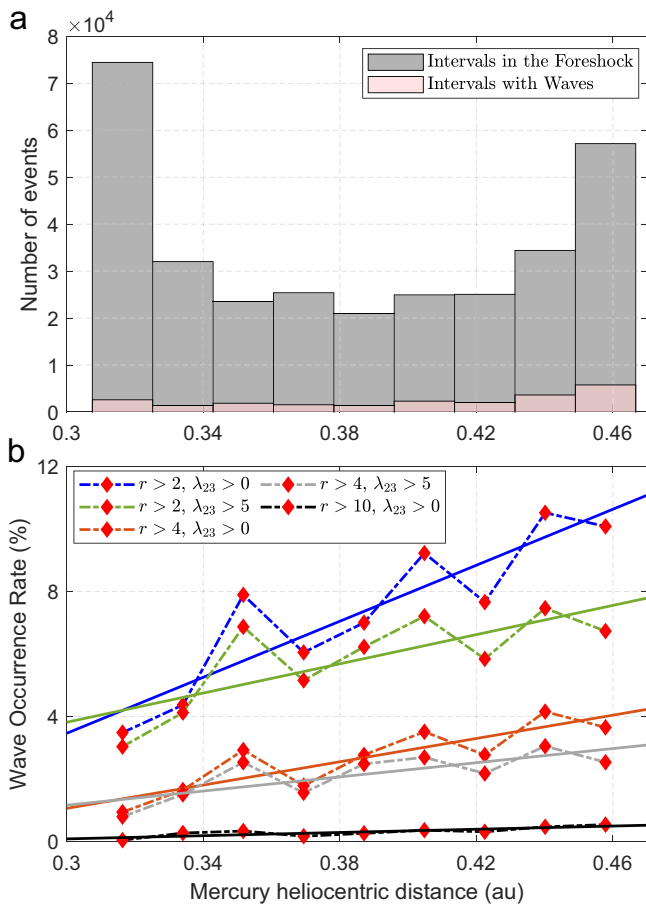 a
×10⁴
8
7
6
5
4
3
2
1
0
Number of events
Intervals in the Foreshock
Intervals with Waves
0.3 0.34 0.38 0.42 0.46
b
12
8
4
0
Wave Occurrence Rate (%)
r > 2, λ₂₃ > 0
r > 2, λ₂₃ > 5
r > 4, λ₂₃ > 0
r > 4, λ₂₃ > 5
r > 10, λ₂₃ > 0
0.3 0.34 0.38 0.42 0.46
Mercury heliocentric distance (au)